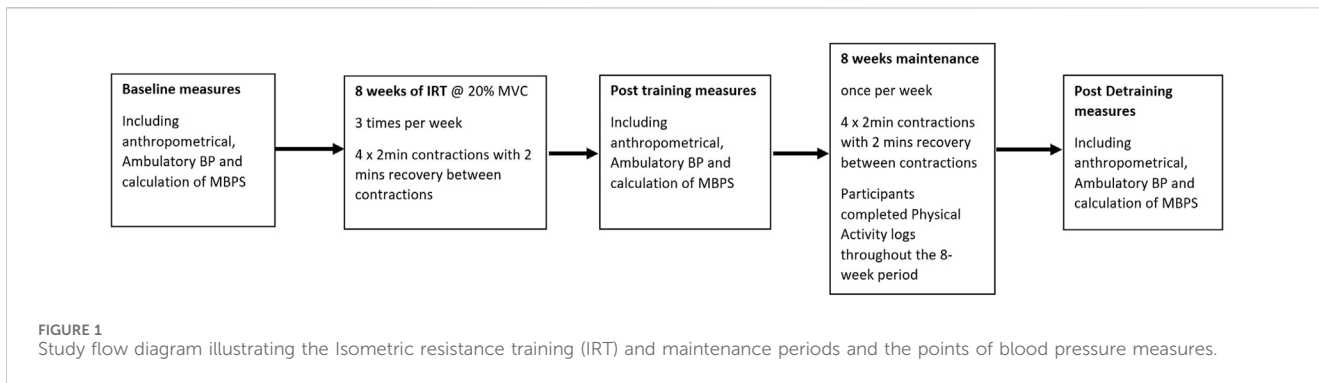 Baseline measures
Including
anthropometrical,
Ambulatory BP and
calculation of MBPS
8 weeks of IRT @ 20% MVC
3 times per week
4 x 2min contractions with 2
mins recovery between
contractions
Post training measures
Including
anthropometrical,
Ambulatory BP and
calculation of MBPS
8 weeks maintenance
once per week
4 x 2min contractions
with 2 mins recovery
between contractions
Participants
completed Physical
Activity logs
throughout the 8-
week period
Post Detraining
measures
Including
anthropometrical,
Ambulatory BP and
calculation of MBPS
FIGURE 1
Study flow diagram illustrating the Isometric resistance training (IRT) and maintenance periods and the points of blood pressure measures.